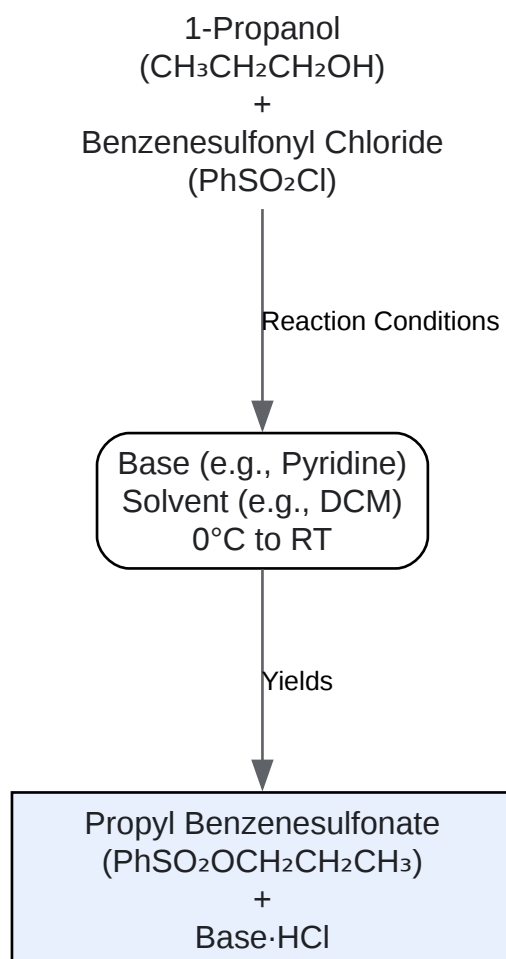 1-Propanol
(CH₃CH₂CH₂OH)
+
Benzenesulfonyl Chloride
(PhSO₂Cl)
Reaction Conditions
Base (e.g., Pyridine)
Solvent (e.g., DCM)
0°C to RT
Yields
Propyl Benzenesulfonate
(PhSO₂OCH₂CH₂CH₃)
+
Base·HCl